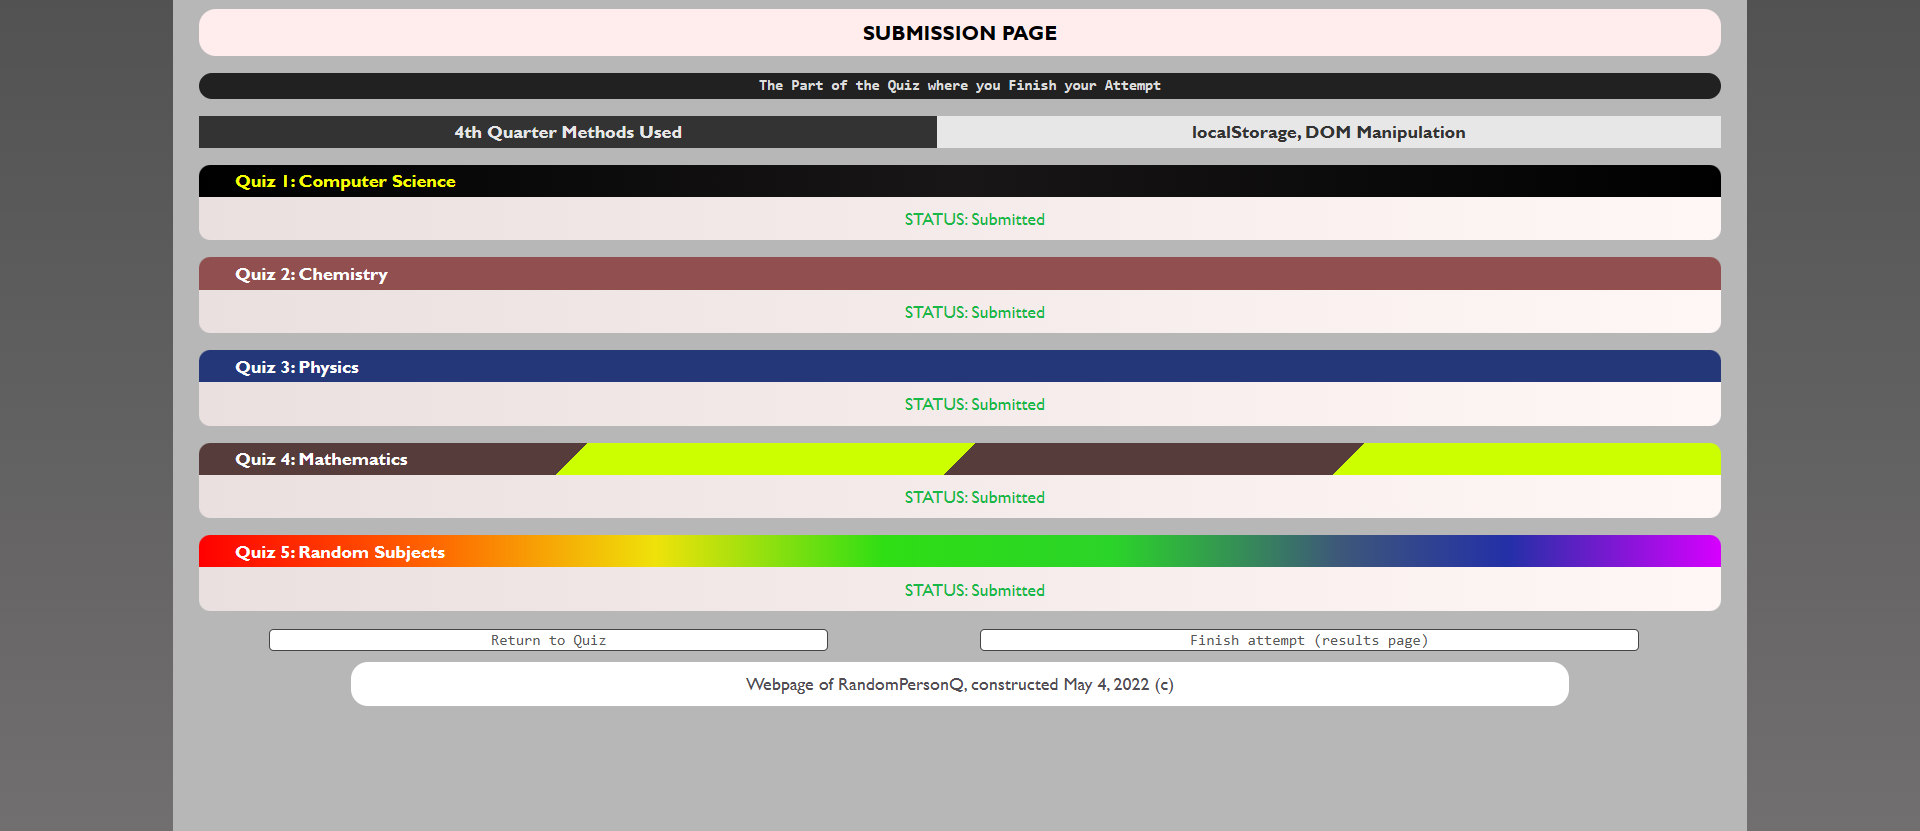 SUBMISSION PAGE
The Part of the Quiz where you Finish your Attempt
4th Quarter Methods Used
localStorage, DOM Manipulation
Quiz 1: Computer Science
STATUS: Submitted
Quiz 2: Chemistry
STATUS: Submitted
Quiz 3: Physics
STATUS: Submitted
Quiz 4: Mathematics
STATUS: Submitted
Quiz 5: Random Subjects
STATUS: Submitted
Return to Quiz
Finish attempt (results page)
Webpage of RandomPersonQ, constructed May 4, 2022 (c)